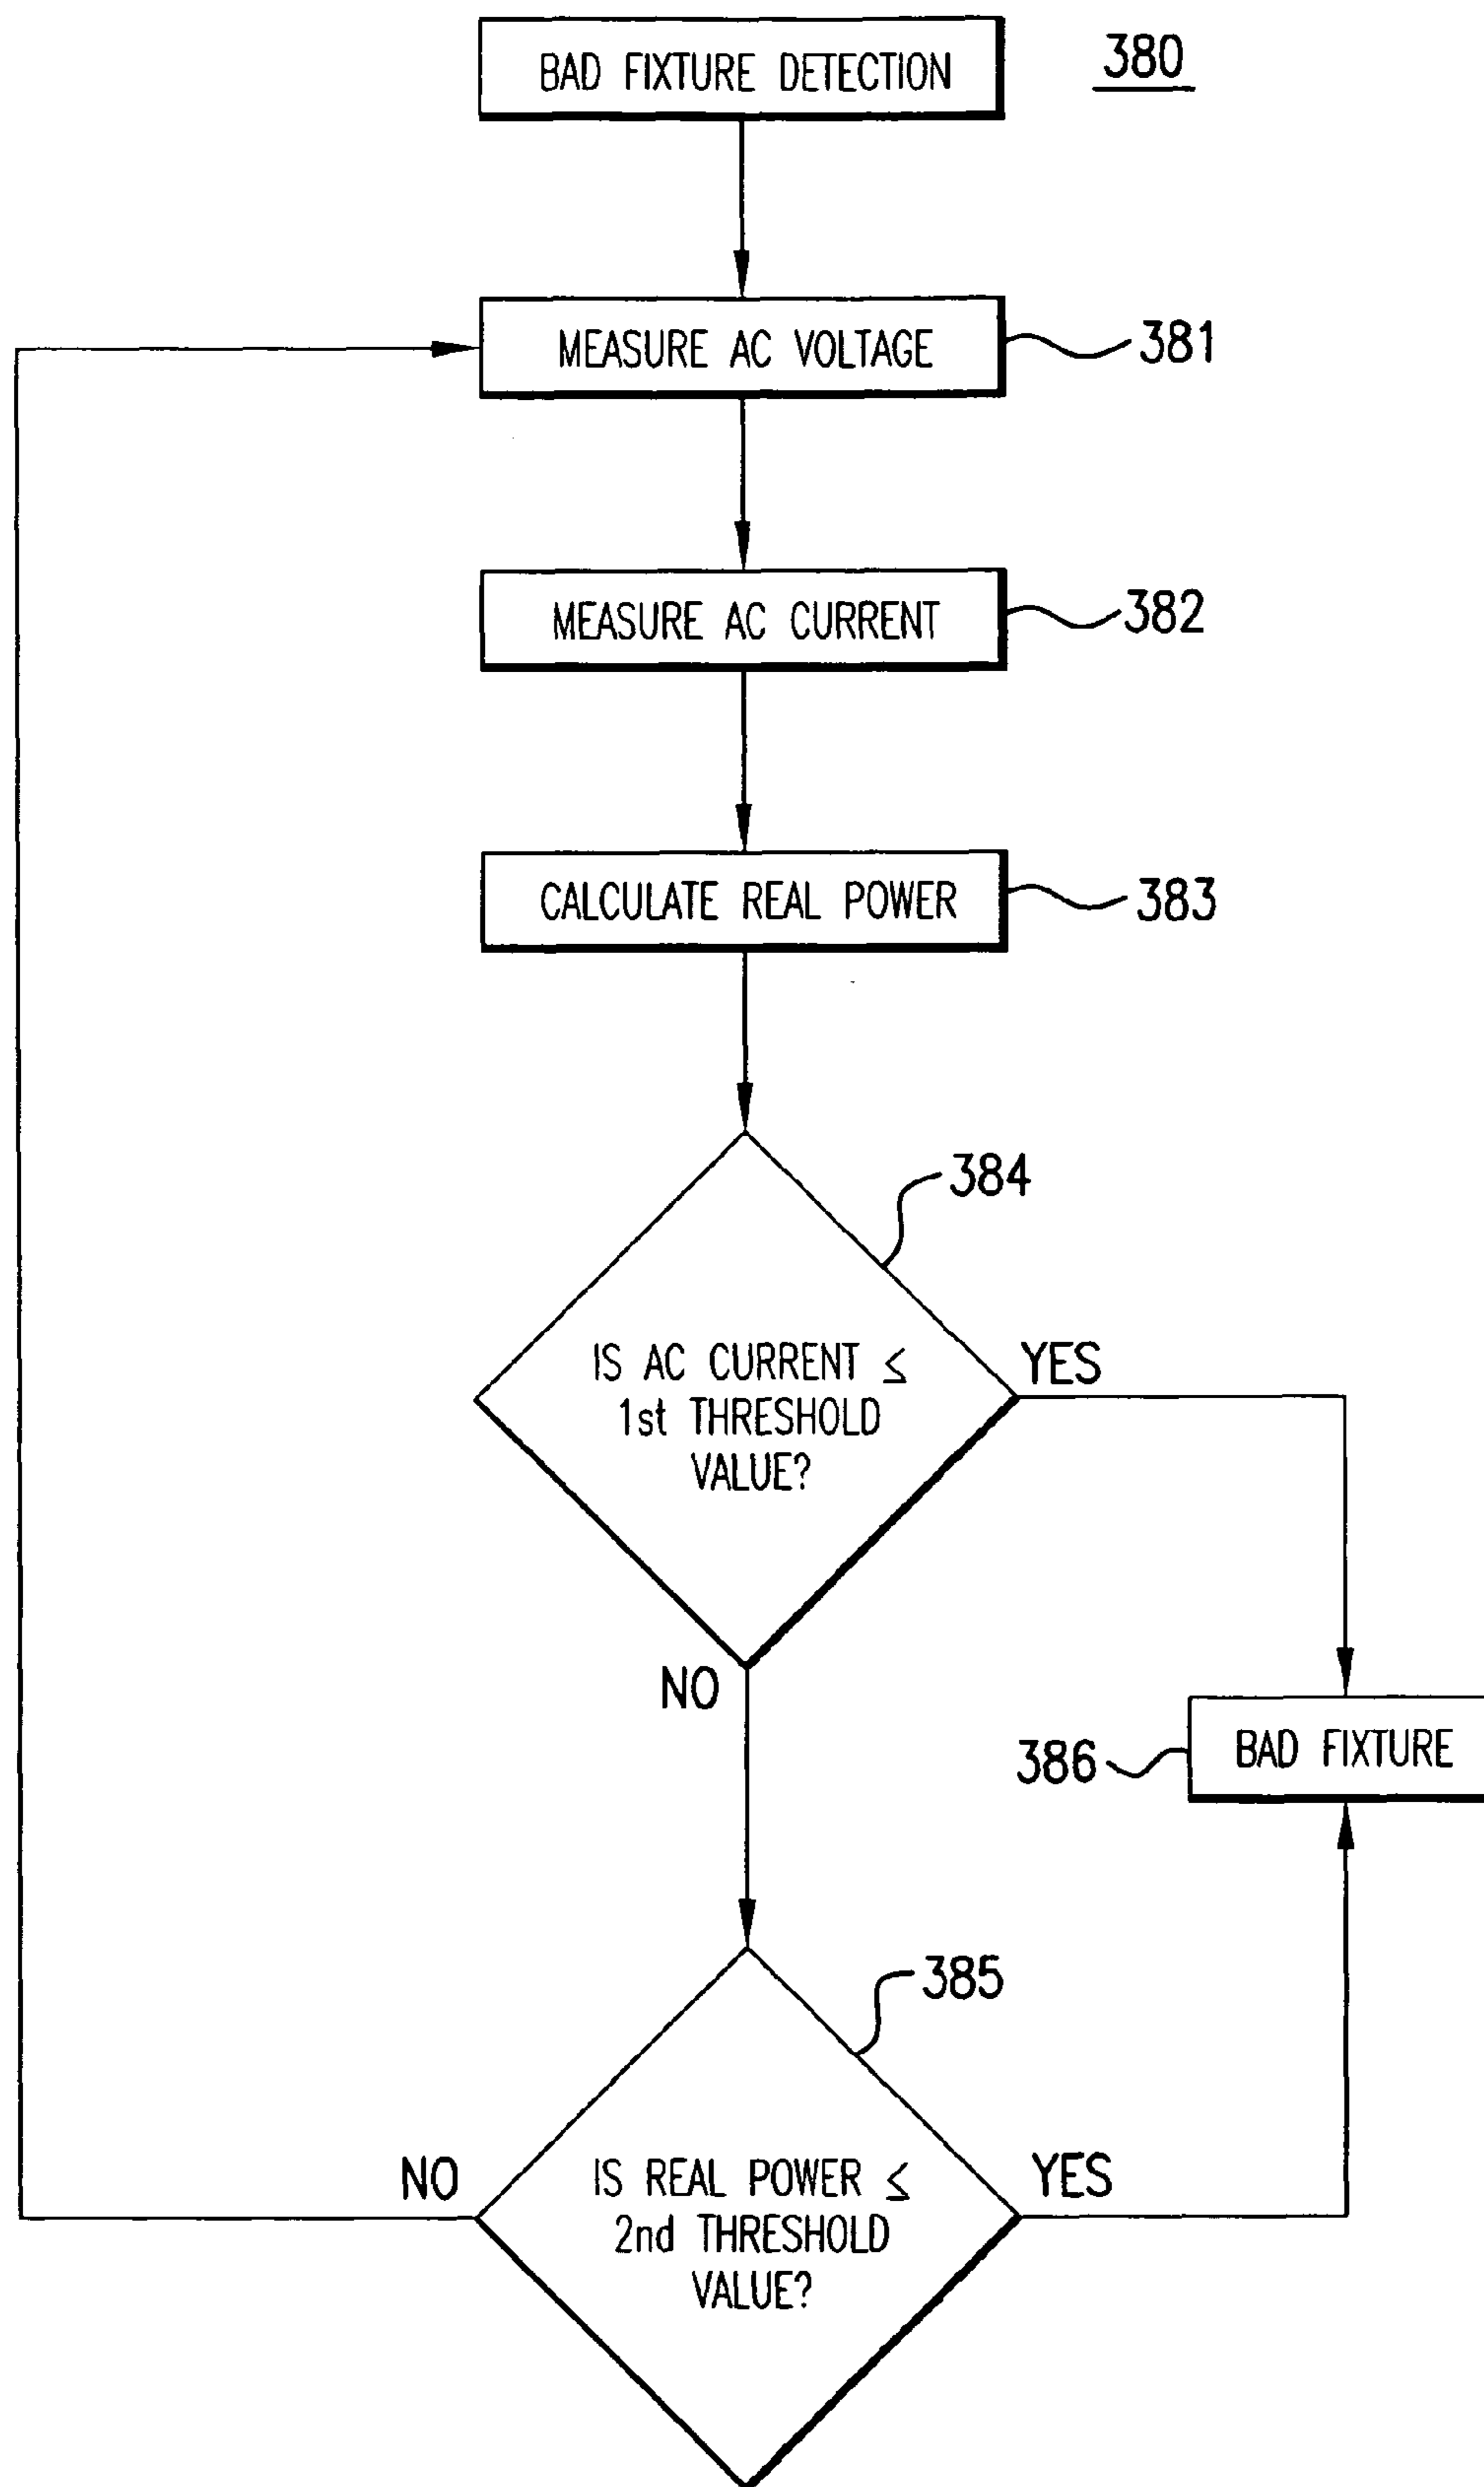 BAD FIXTURE DETECTION
380
MEASURE AC VOLTAGE
381
MEASURE AC CURRENT
382
CALCULATE REAL POWER
383
384
IS AC CURRENT ≤
1st THRESHOLD
VALUE?
YES
NO
386
BAD FIXTURE
385
NO
IS REAL POWER ≤
2nd THRESHOLD
VALUE?
YES